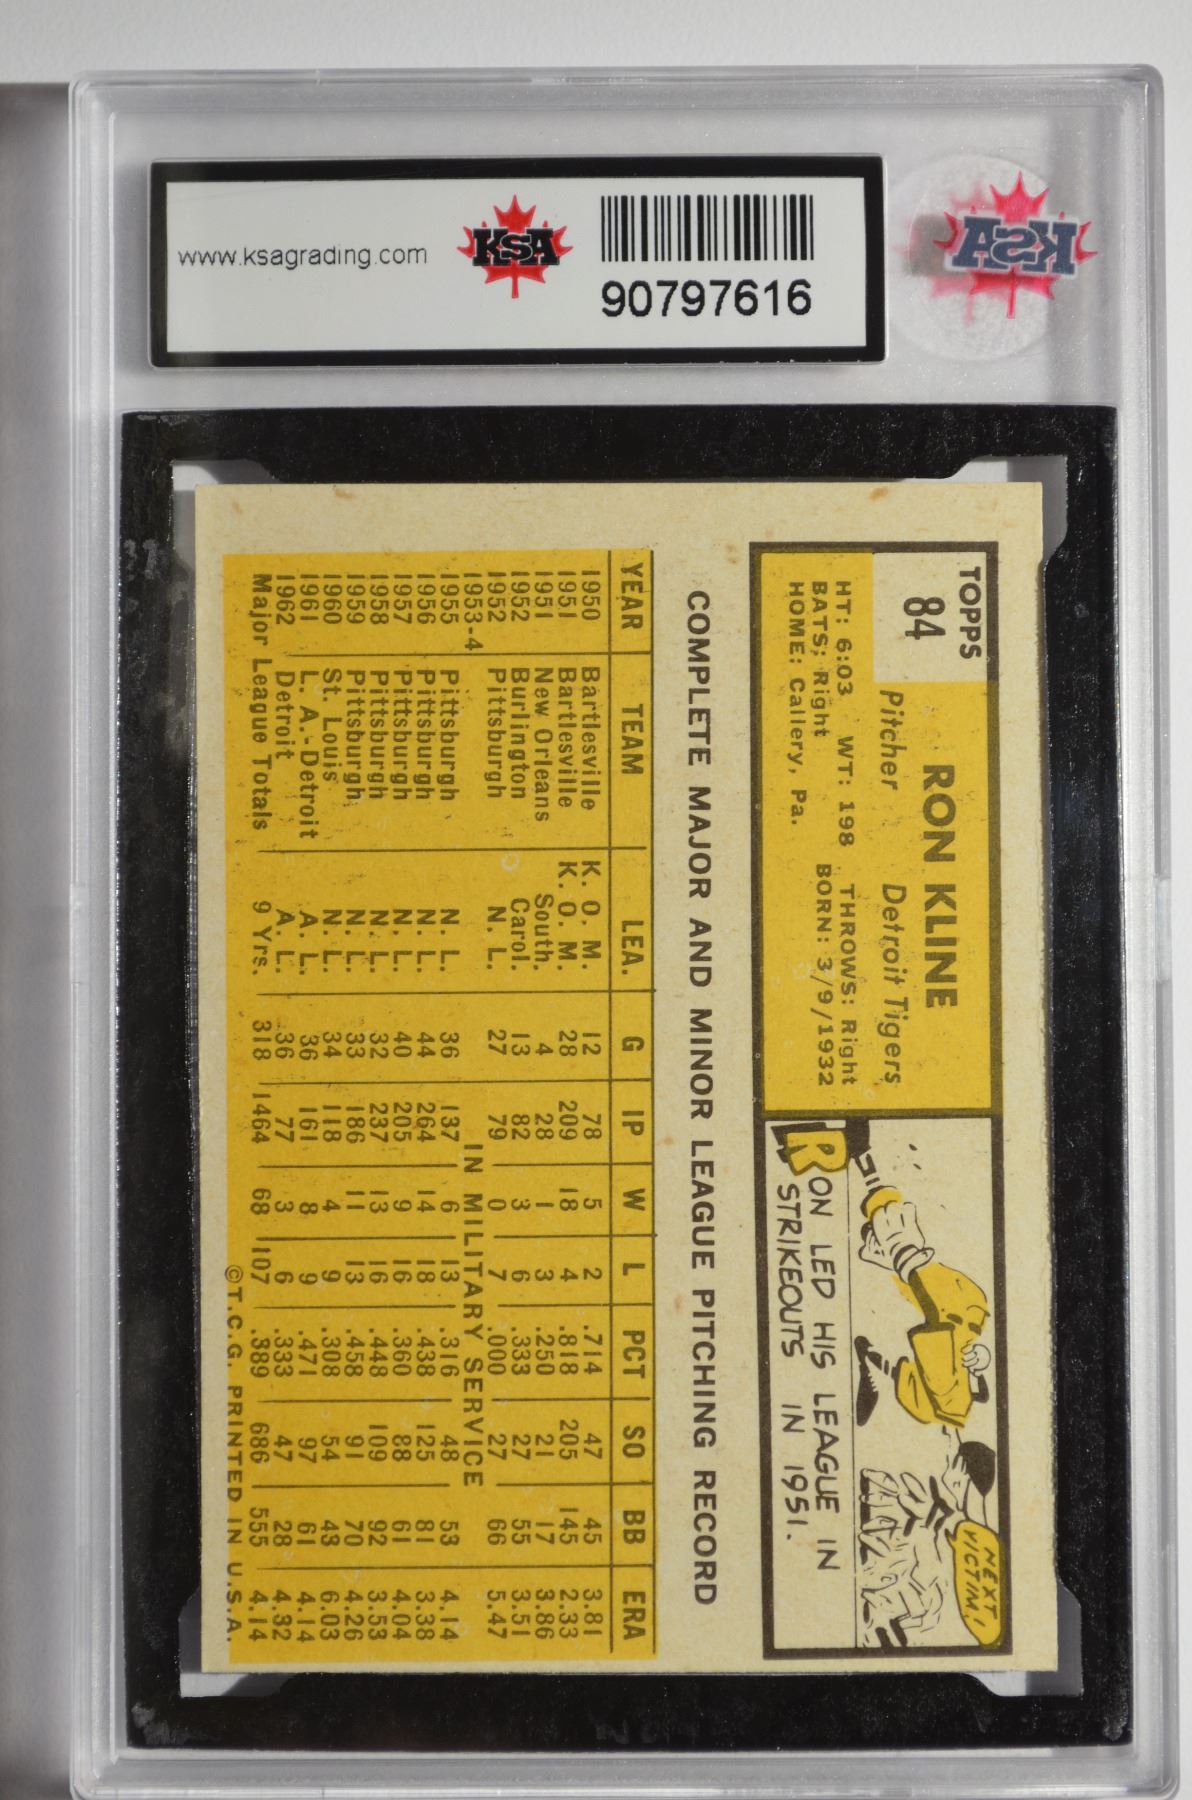 www.ksagrading.com
KSA
90797616
KSA
TOPPS
84
RON KLINE
Pitcher Detroit Tigers
HT: 6:03 WT: 198 THROWS: Right
BATS: Right BORN: 3/9/1932
HOME: Callery, Pa.
NEXT
VICTIM!
RON LED HIS LEAGUE IN
STRIKEOUTS IN 1951.
COMPLETE MAJOR AND MINOR LEAGUE PITCHING RECORD
YEAR TEAM LEA. G IP W L PCT SO BB ERA
1950 Bartlesville K. O. M. 12 78 5 2 .714 47 45 3.81
1951 Bartlesville K. O. M. 28 209 18 4 .818 205 145 2.33
1951 New Orleans South. 4 28 1 3 .250 21 17 3.86
1952 Burlington Carol. 13 82 3 6 .333 27 55 3.51
1952 Pittsburgh N. L. 27 79 0 7 .000 27 66 5.47
1953-4 IN MILITARY SERVICE
1955 Pittsburgh N. L. 36 137 6 13 .316 48 53 4.14
1956 Pittsburgh N. L. 44 264 14 18 .438 125 81 3.38
1957 Pittsburgh N. L. 40 205 9 16 .360 88 61 4.04
1958 Pittsburgh N. L. 32 237 13 16 .448 109 92 3.53
1959 Pittsburgh N. L. 33 186 11 13 .458 91 70 4.26
1960 St. Louis N. L. 34 118 4 9 .308 54 43 6.03
1961 L. A.-Detroit A. L. 36 161 8 9 .471 97 61 4.14
1962 Detroit A. L. 36 77 3 6 .333 47 28 4.32
Major League Totals 9 Yrs. 318 1464 68 107 .389 686 555 4.14
©T.C.G. PRINTED IN U.S.A.